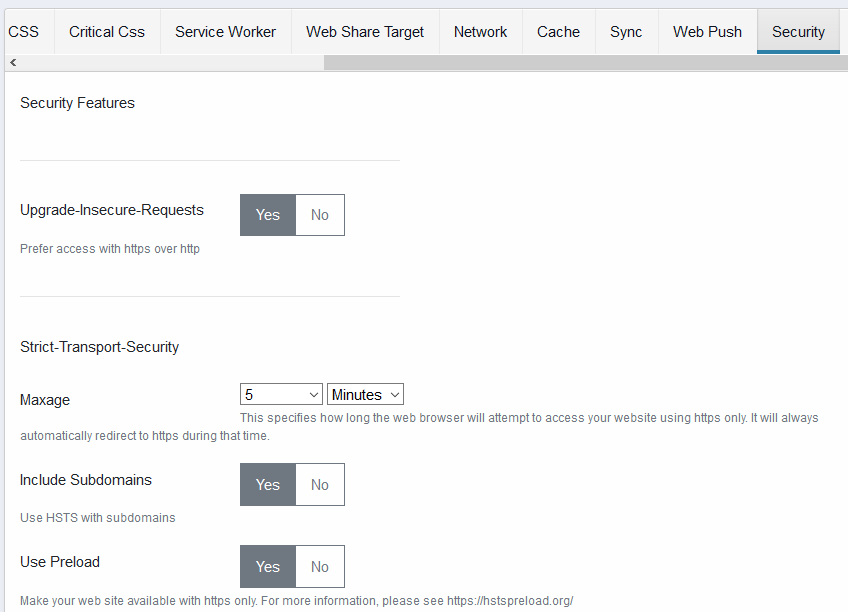 CSS Critical Css Service Worker Web Share Target Network Cache Sync Web Push Security
Security Features
Upgrade-Insecure-Requests Yes No
Prefer access with https over http
Strict-Transport-Security
Maxage 5 Minutes
This specifies how long the web browser will attempt to access your website using https only. It will always
automatically redirect to https during that time.
Include Subdomains Yes No
Use HSTS with subdomains
Use Preload Yes No
Make your web site available with https only. For more information, please see https://hstspreload.org/